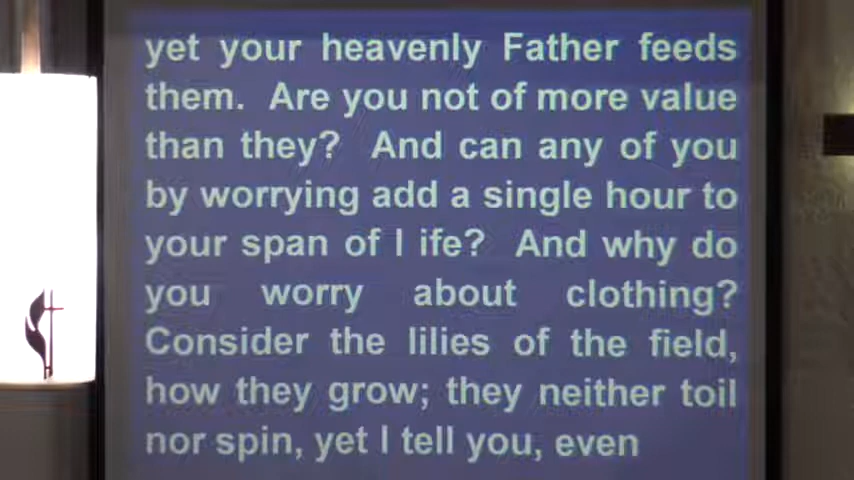 yet your heavenly Father feeds
them. Are you not of more value
than they? And can any of you
by worrying add a single hour to
your span of l ife? And why do
you worry about clothing?
Consider the lilies of the field,
how they grow; they neither toil
nor spin, yet I tell you, even